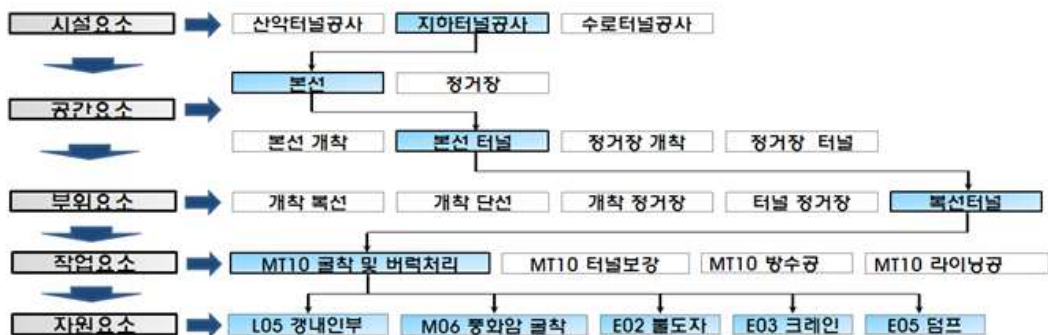 시설요소 산악터널공사 지하터널공사 수로터널공사
본선 정거장
공간요소
본선 개착 본선 터널 정거장 개착 정거장 터널
부위요소 개착 복선 개착 단선 개착 정거장 터널 정거장 복선터널
작업요소 MT10 굴착 및 버럭처리 MT10 터널보강 MT10 방수공 MT10 라이닝공
자원요소 L05 갱내인부 M06 풍화암 굴착 E02 불도자 E03 크레인 E05 덤프